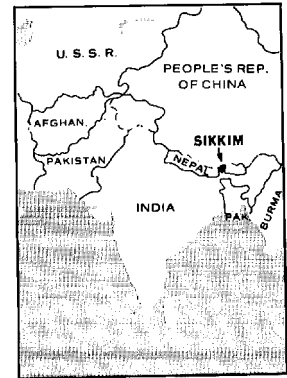 U. S. S. R.
PEOPLE'S REP.
OF CHINA
AFGHAN.
SIKKIM
PAKISTAN
NEPAL
INDIA
PAK.
BURMA